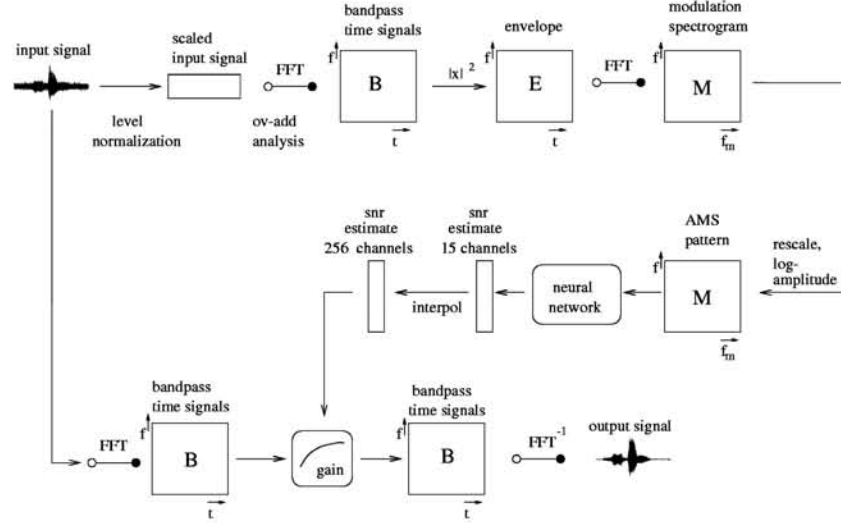 input signal
level
normalization
scaled
input signal
FFT
ov-add
analysis
bandpass
time signals
f
B
t
|x| 2
envelope
f
E
t
FFT
modulation
spectrogram
f
M
fm
rescale,
log-
amplitude
AMS
pattern
f
M
fm
neural
network
snr
estimate
15 channels
interpol
snr
estimate
256 channels
FFT
bandpass
time signals
f
B
t
gain
bandpass
time signals
f
B
t
FFT -1
output signal